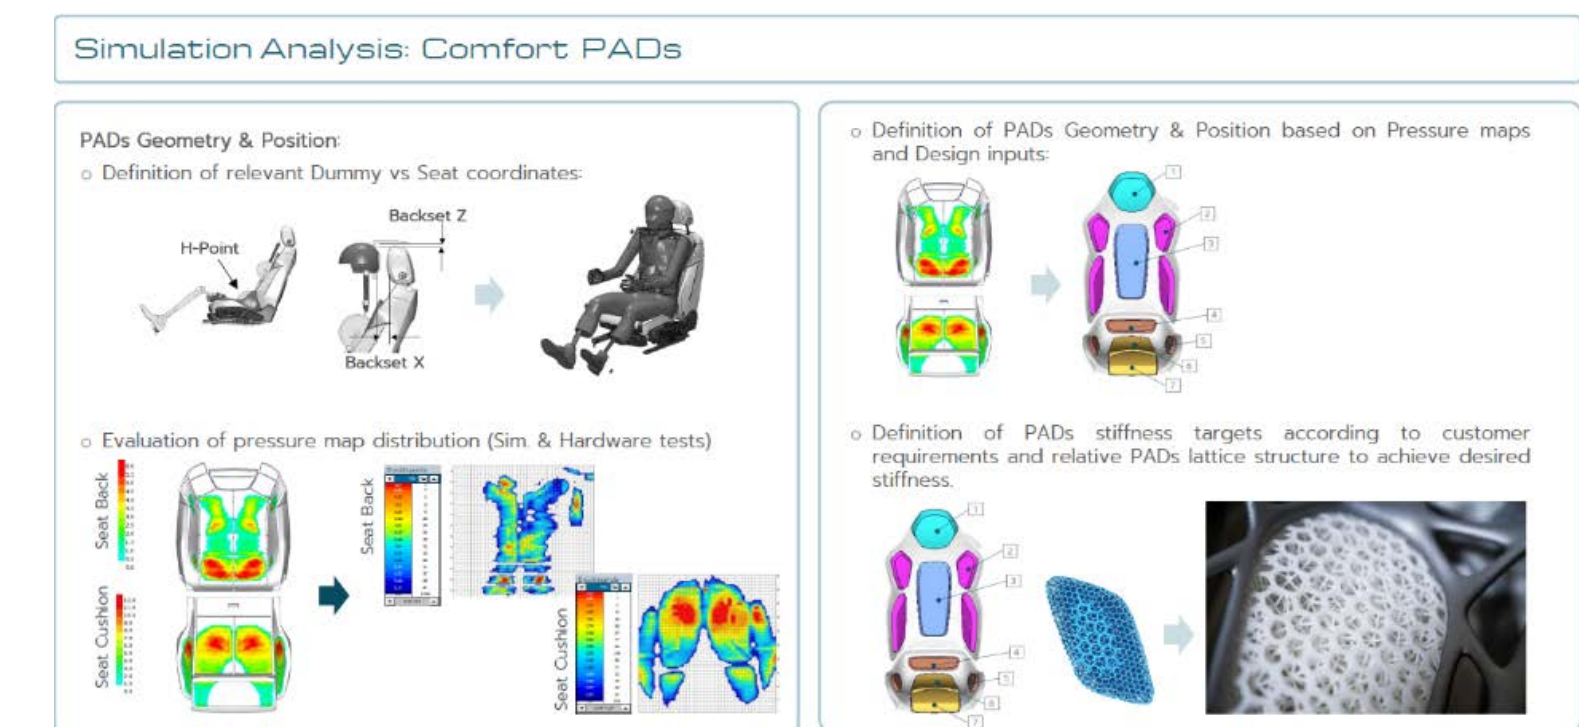 Simulation Analysis: Comfort PADs
PADs Geometry & Position:
o Definition of relevant Dummy vs Seat coordinates:
Backset Z
H-Point
Backset X
o Evaluation of pressure map distribution (Sim. & Hardware tests)
Seat Back
Seat Back
Seat Cushion
Seat Cushion
o Definition of PADs Geometry & Position based on Pressure maps
and Design inputs:
1
2
3
4
5
6
7
o Definition of PADs stiffness targets according to customer
requirements and relative PADs lattice structure to achieve desired
stiffness.
1
2
3
4
5
6
7